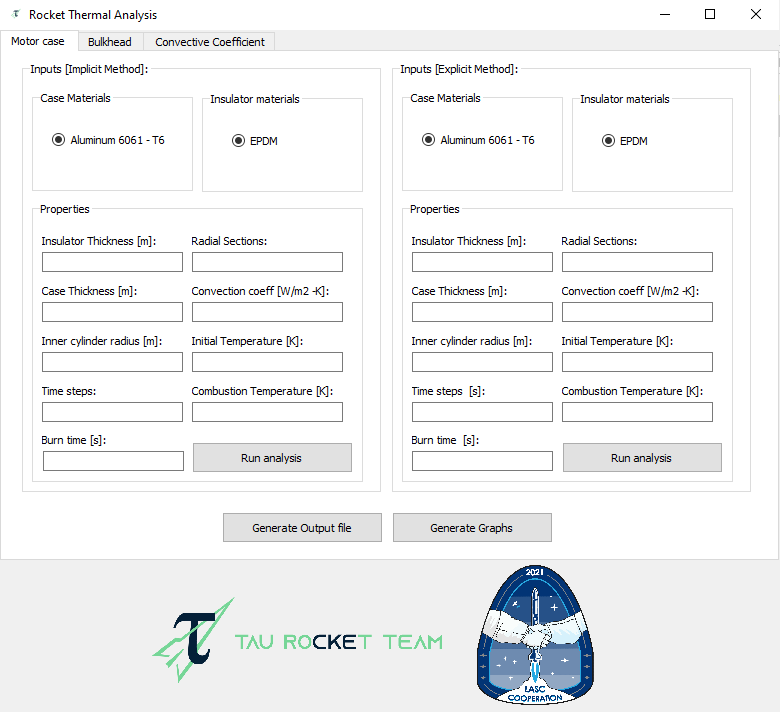 Rocket Thermal Analysis
Motor case
Bulkhead
Convective Coefficient
Inputs [Implicit Method]:
Case Materials
Aluminum 6061 - T6
Insulator materials
EPDM
Properties
Insulator Thickness [m]:
Radial Sections:
Case Thickness [m]:
Convection coeff [W/m2 -K]:
Inner cylinder radius [m]:
Initial Temperature [K]:
Time steps:
Combustion Temperature [K]:
Burn time [s]:
Run analysis
Inputs [Explicit Method]:
Case Materials
Aluminum 6061 - T6
Insulator materials
EPDM
Properties
Insulator Thickness [m]:
Radial Sections:
Case Thickness [m]:
Convection coeff [W/m2 -K]:
Inner cylinder radius [m]:
Initial Temperature [K]:
Time steps  [s]:
Combustion Temperature [K]:
Burn time  [s]:
Run analysis
Generate Output file
Generate Graphs
τ
TAU ROCKET TEAM
2021
LASC
COOPERATION